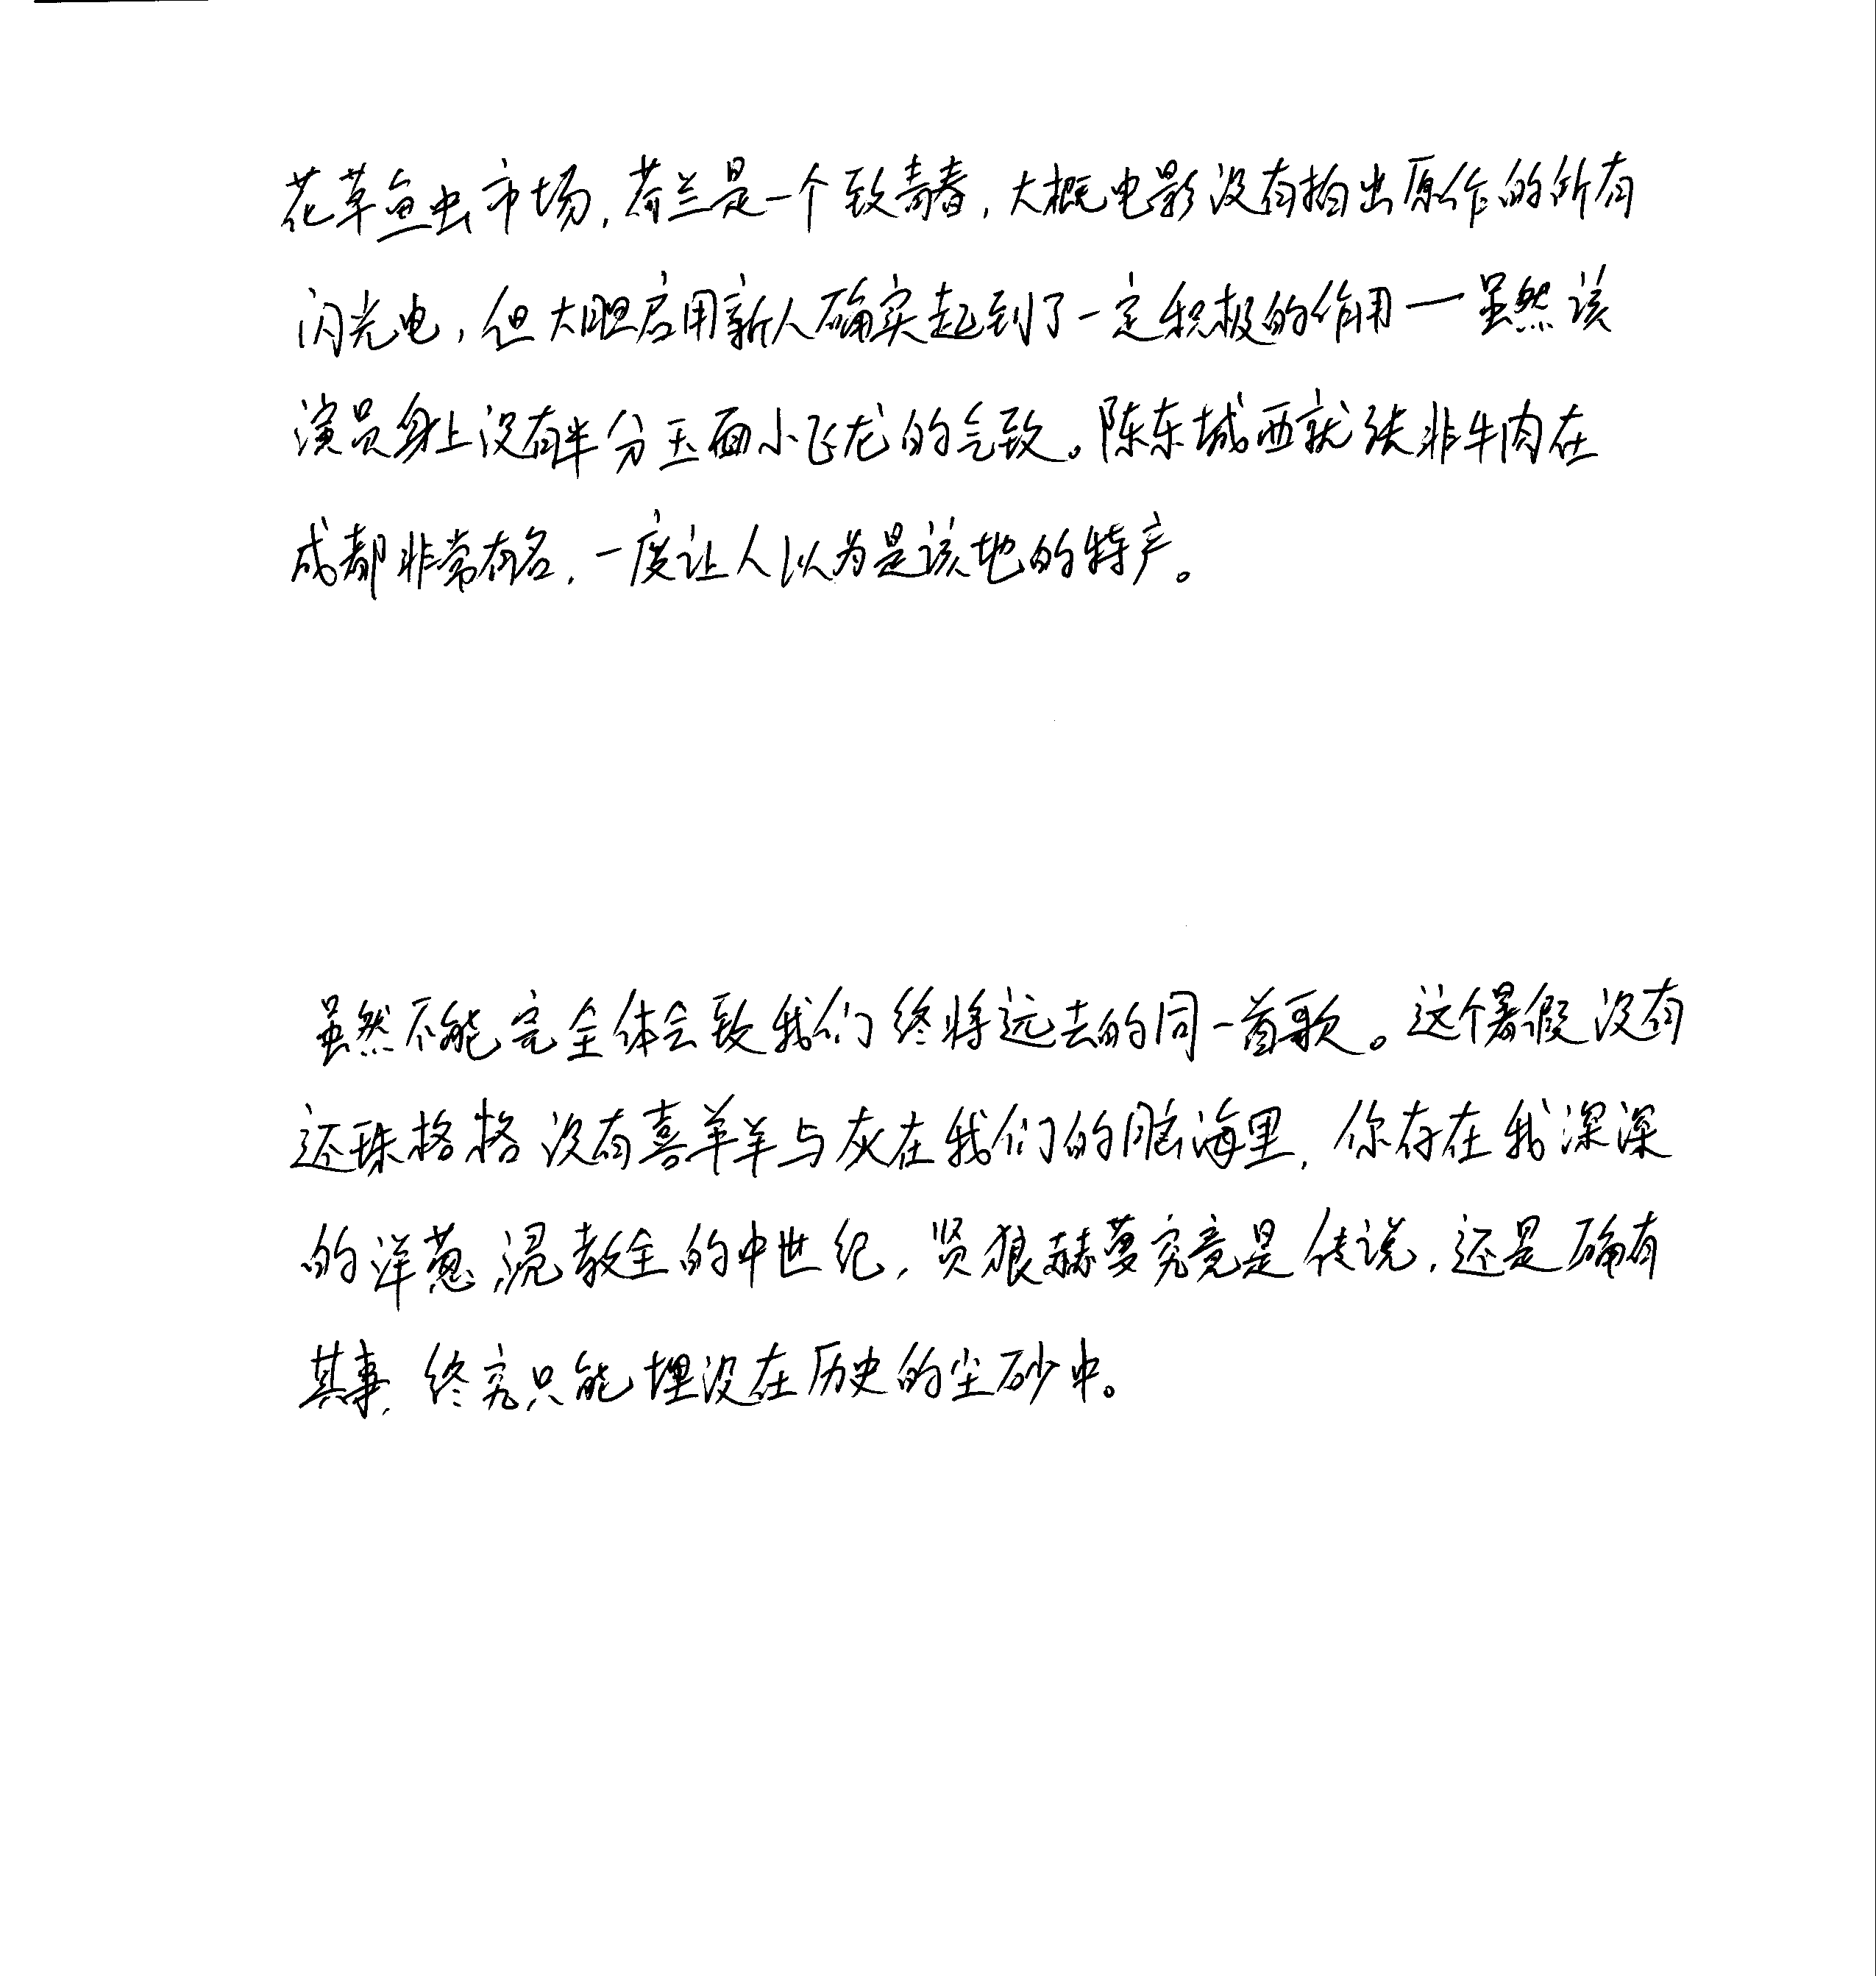 花草鱼虫市场，荷兰是一个致青春，大概电影没有拍出原作的所有
闪光电，但大胆启用新人确实起到了一定积极的作用一虽然该
演员身上没有半分玉面小飞龙的气致。陈东城西就张非牛肉在
成都非常有名，一度让人以为是该地的特产。
虽然不能完全体会致我们终将远去的同一首歌。这个暑假没有
还珠格格没有喜羊羊与灰在我们的脑海里，你存在我深深
的洋葱，混教全的中世纪，贤狼赫萝究竟是传说，还是确有
其事，终究只能埋没在历史的尘砂中。